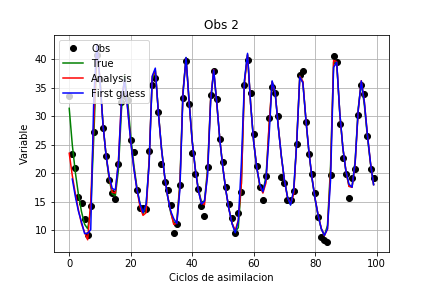 Obs 2
Obs
True
Analysis
First guess
Variable
40
35
30
25
20
15
10
0
20
40
60
80
100
Ciclos de asimilacion